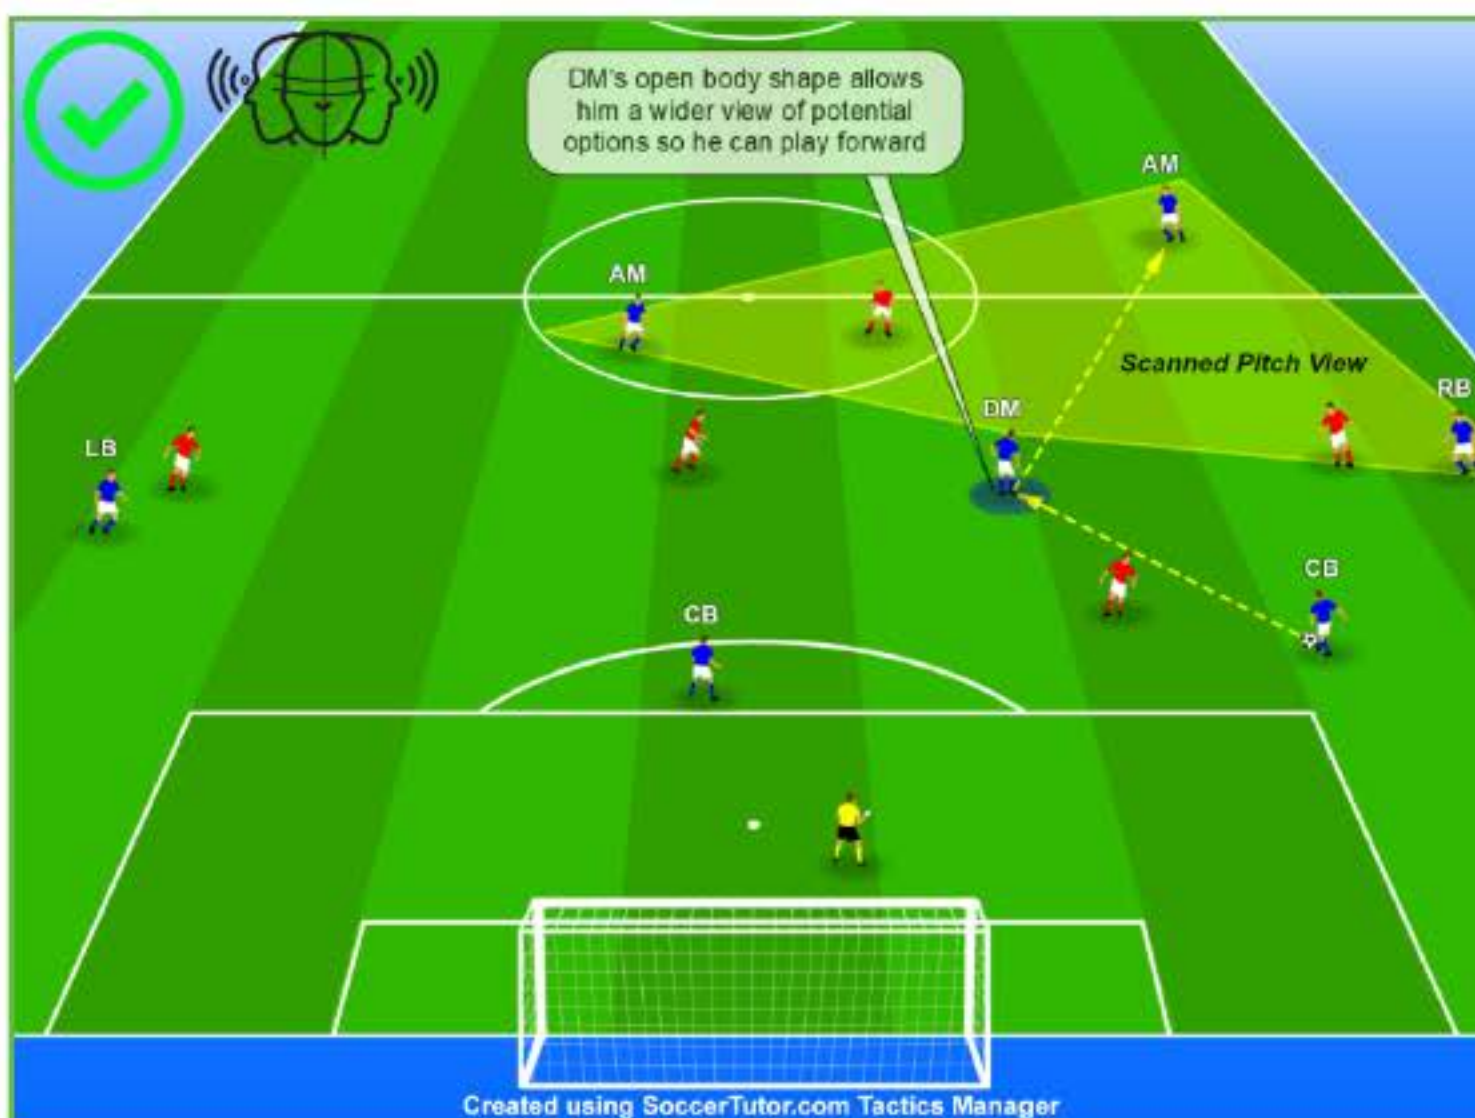 DM's open body shape allows
him a wider view of potential
options so he can play forward
AM
AM
Scanned Pitch View
RB
DM
LB
CB
CB
Created using SoccerTutor.com Tactics Manager